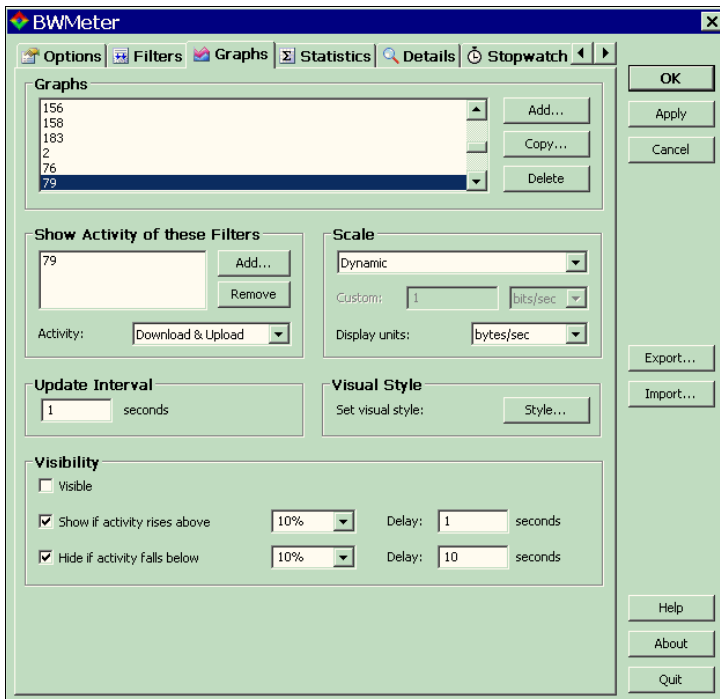 BWMeter
Options Filters Graphs Statistics Details Stopwatch
Graphs
156
158
183
2
76
79
Add...
Copy...
Delete
Show Activity of these Filters
79
Add...
Remove
Activity: Download & Upload
Scale
Dynamic
Custom: 1 bits/sec
Display units: bytes/sec
Update Interval
1 seconds
Visual Style
Set visual style: Style...
Visibility
Visible
Show if activity rises above 10% Delay: 1 seconds
Hide if activity falls below 10% Delay: 10 seconds
OK
Apply
Cancel
Export...
Import...
Help
About
Quit